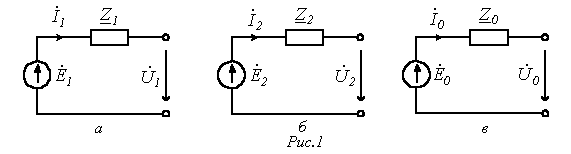 İ₁ Z₁ İ₂ Z₂ İ₀ Z₀
Ė₁ U̇₁ Ė₂ U̇₂ Ė₀ U̇₀
а б в
Рис.1